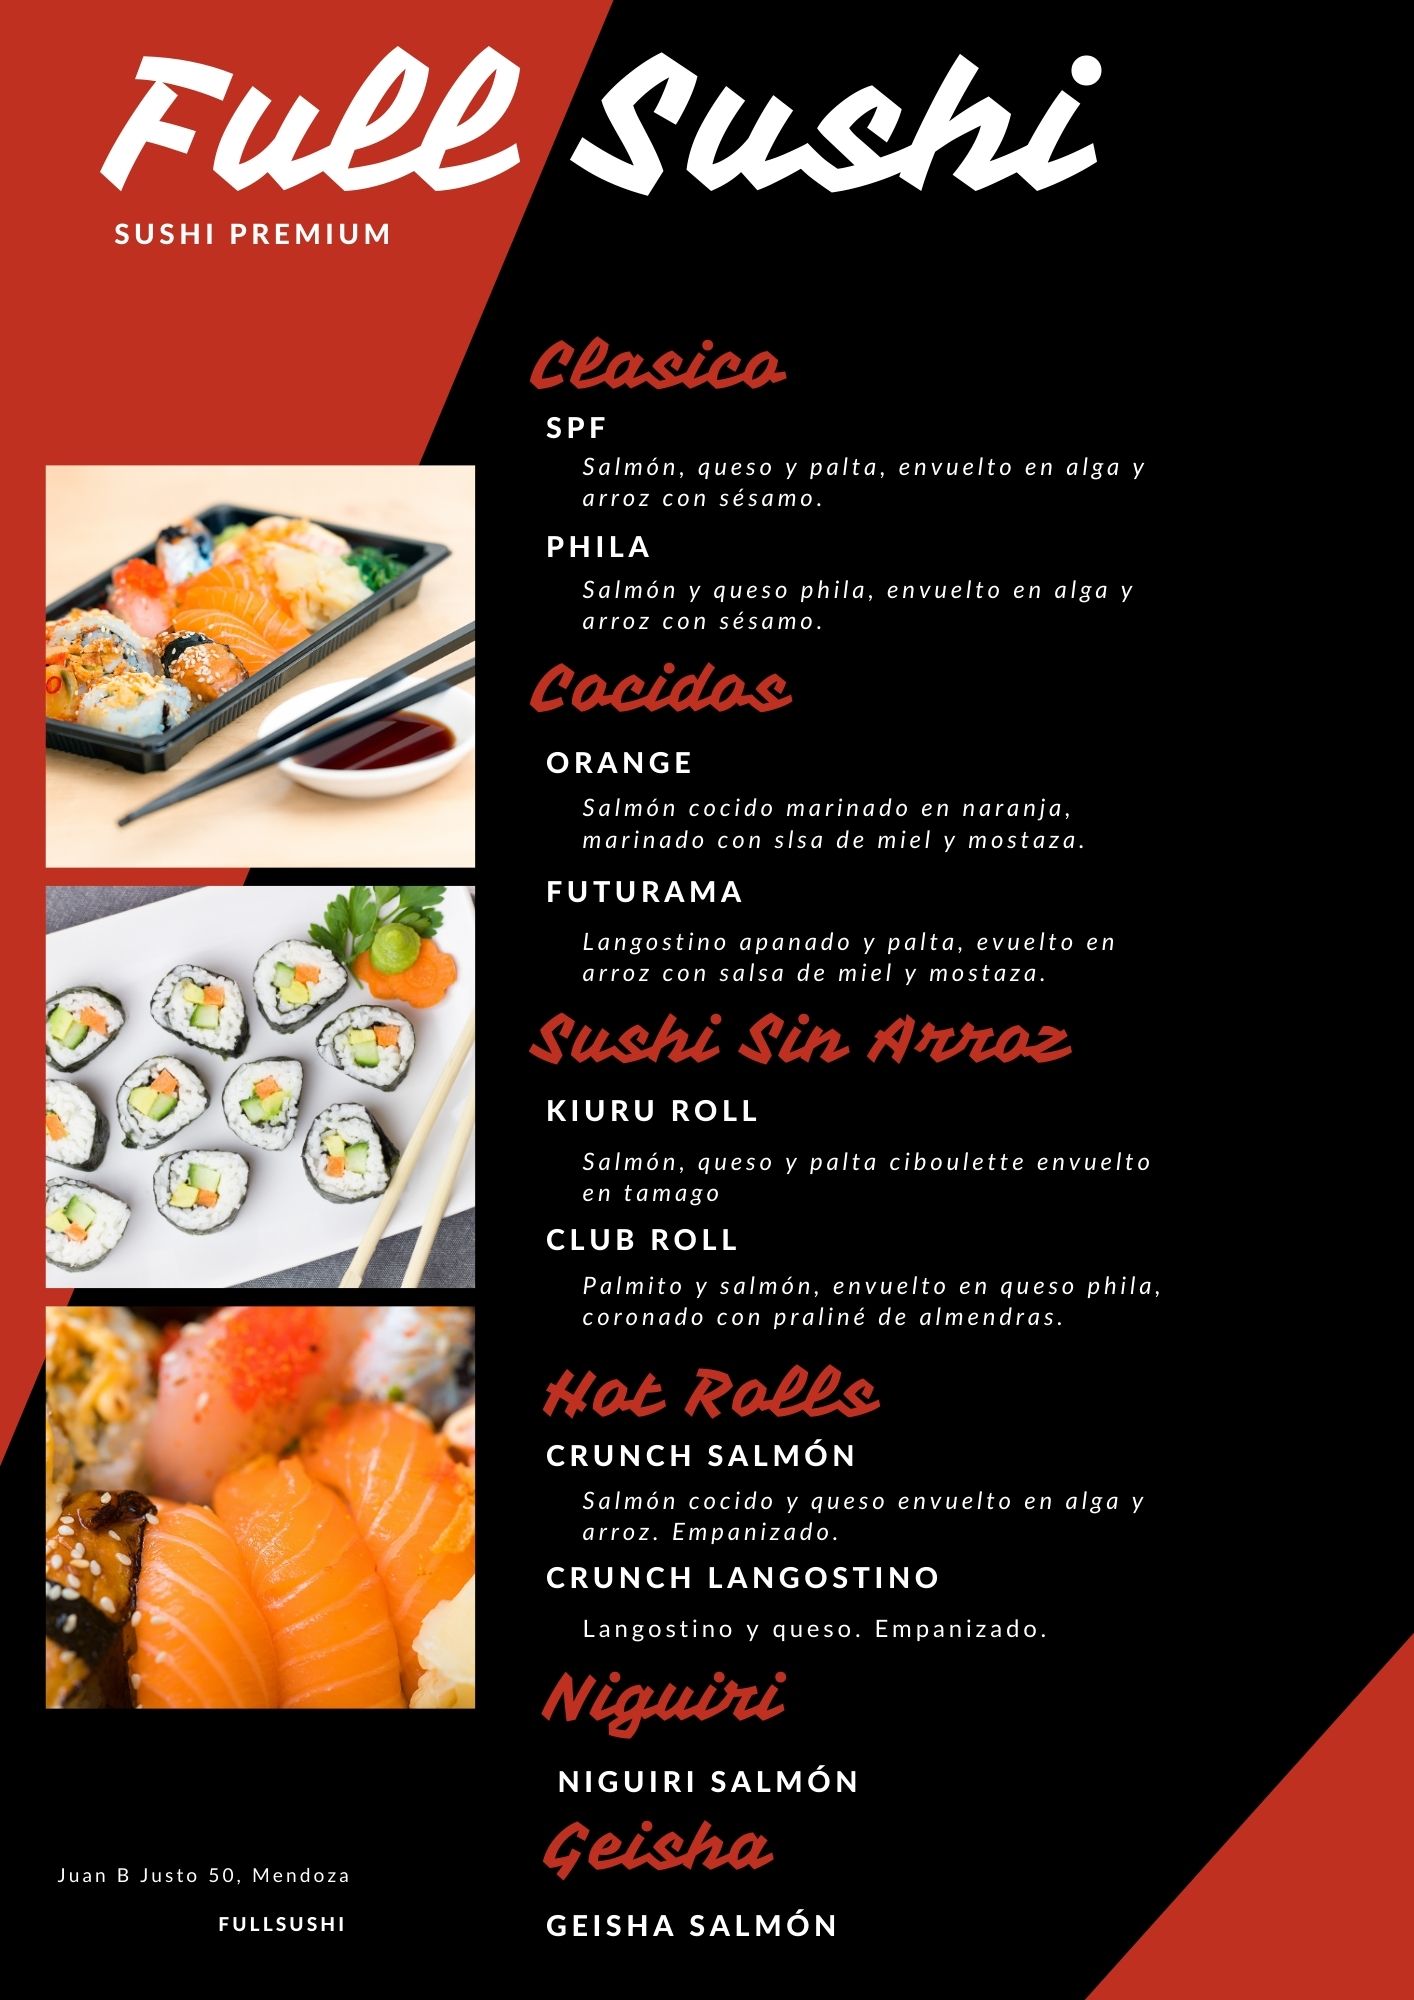 Full Sushi
SUSHI PREMIUM
Clasico
SPF
Salmón, queso y palta, envuelto en alga y
arroz con sésamo.
PHILA
Salmón y queso phila, envuelto en alga y
arroz con sésamo.
Cocidos
ORANGE
Salmón cocido marinado en naranja,
marinado con slsa de miel y mostaza.
FUTURAMA
Langostino apanado y palta, evuelto en
arroz con salsa de miel y mostaza.
Sushi Sin Arroz
KIURU ROLL
Salmón, queso y palta ciboulette envuelto
en tamago
CLUB ROLL
Palmito y salmón, envuelto en queso phila,
coronado con praliné de almendras.
Hot Rolls
CRUNCH SALMÓN
Salmón cocido y queso envuelto en alga y
arroz. Empanizado.
CRUNCH LANGOSTINO
Langostino y queso. Empanizado.
Niguiri
NIGUIRI SALMÓN
Geisha
GEISHA SALMÓN
Juan B Justo 50, Mendoza
FULLSUSHI